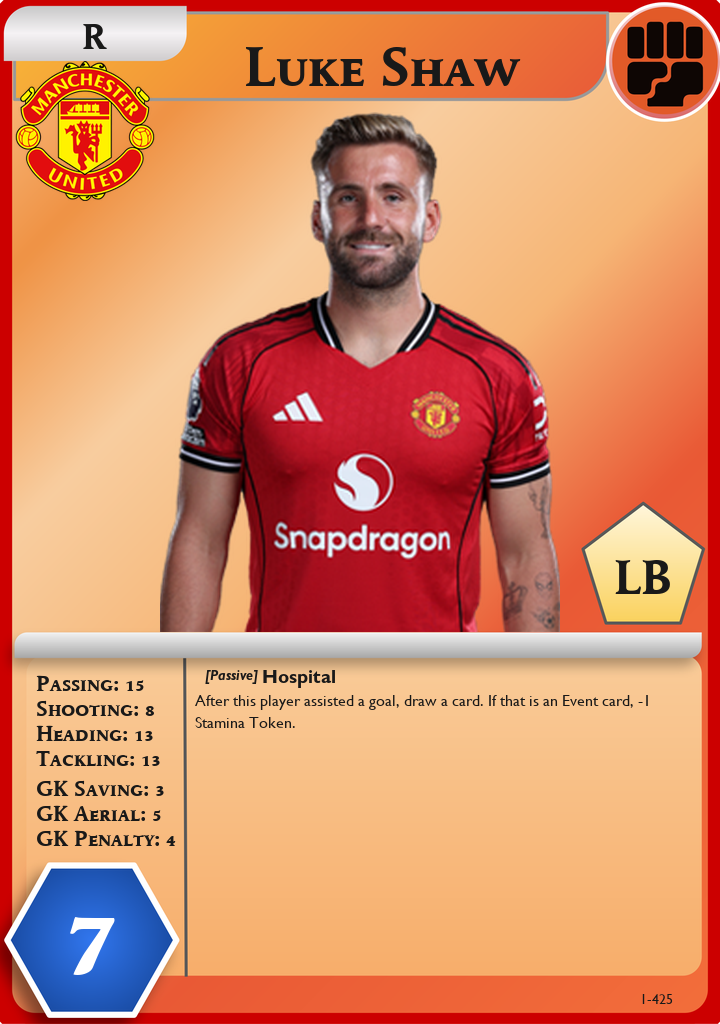 R
Luke Shaw
MANCHESTER
UNITED
Snapdragon
LB
[Passive] Hospital
After this player assisted a goal, draw a card. If that is an Event card, -1
Stamina Token.
Passing: 15
Shooting: 8
Heading: 13
Tackling: 13
GK Saving: 3
GK Aerial: 5
GK Penalty: 4
7
1-425